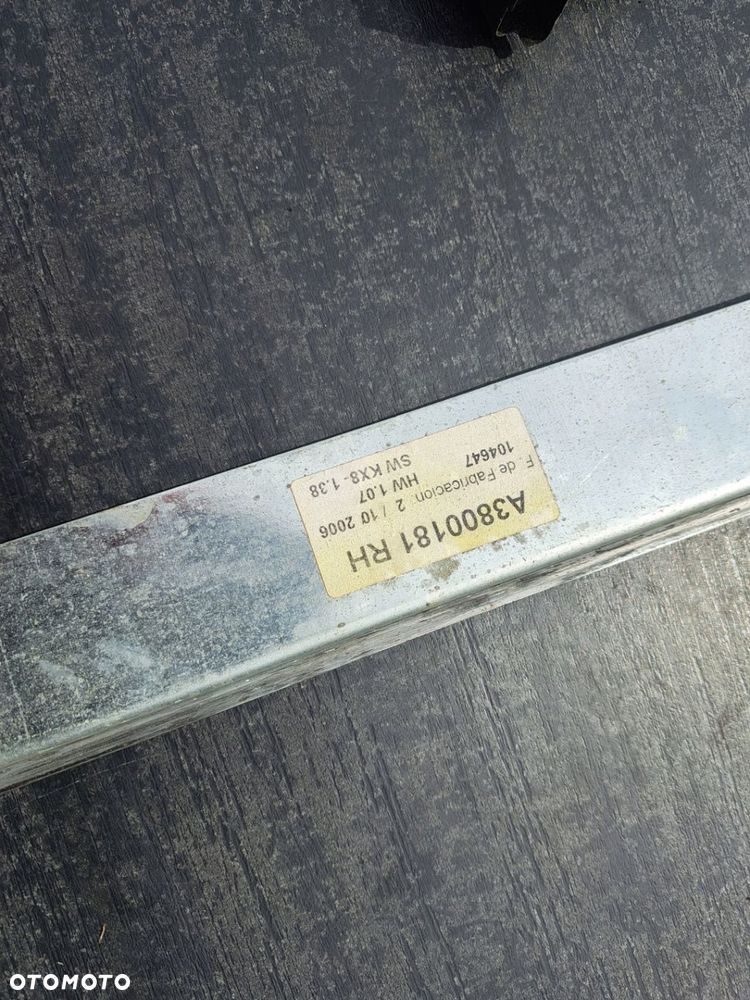 A3800181 RH
F. de Fabricacion: 2 / 10 2006
HW 1.07
104647
SW KX8-1.38
OTOMOTO